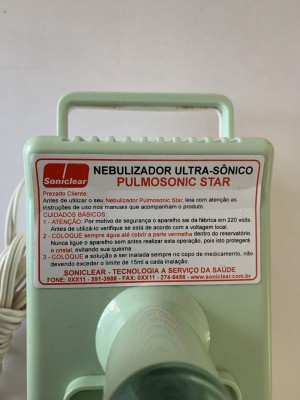 Soniclear
NEBULIZADOR ULTRA-SÔNICO
PULMOSONIC STAR
Prezado Cliente:
Antes de utilizar o seu Nebulizador Pulmosonic Star, leia com atenção as
instruções de uso nos manuais que acompanham o produto.
CUIDADOS BÁSICOS:
1 - ATENÇÃO: Por motivo de segurança o aparelho sai de fábrica em 220 volts.
Antes de utilizá-lo verifique se está de acordo com a voltagem local.
2 - COLOQUE sempre água até cobrir a parte vermelha dentro do reservatório.
Nunca ligue o aparelho sem antes realizar esta operação, pois isto protegerá
o cristal, evitando sua queima.
3 - COLOQUE a solução a ser inalada sempre no copo de medicamento, não
devendo exceder o limite de 15ml a cada inalação.
SONICLEAR - TECNOLOGIA A SERVIÇO DA SAÚDE
FONE: 0XX11 - 591-3986 - FAX: 0XX11 - 274-6486 - www.soniclear.com.br